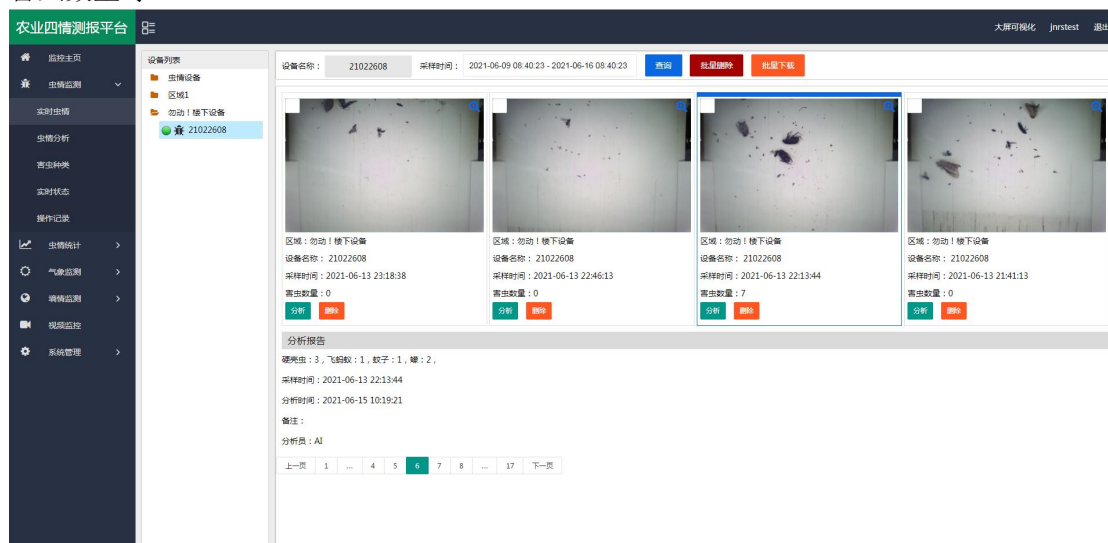 农业四情测报平台
大屏可视化 jnrstest 退出
监控主页
虫情监测
实时虫情
虫情分析
害虫种类
实时状态
操作记录
虫情统计
气象监测
墒情监测
视频监控
系统管理
设备列表
虫情设备
区域1
勿动！楼下设备
21022608
设备名称： 21022608 采样时间： 2021-06-09 08:40:23 - 2021-06-16 08:40:23 查询 批量删除 批量下载
区域：勿动！楼下设备
设备名称： 21022608
采样时间：2021-06-13 23:18:38
害虫数量：0
分析 删除
区域：勿动！楼下设备
设备名称： 21022608
采样时间：2021-06-13 22:46:13
害虫数量：0
分析 删除
区域：勿动！楼下设备
设备名称： 21022608
采样时间：2021-06-13 22:13:44
害虫数量：7
分析 删除
区域：勿动！楼下设备
设备名称： 21022608
采样时间：2021-06-13 21:41:13
害虫数量：0
分析 删除
分析报告
硬壳虫：3，飞蚂蚁：1，蚊子：1，螻：2，
采样时间：2021-06-13 22:13:44
分析时间：2021-06-15 10:19:21
备注：
分析员：AI
上一页 1 ... 4 5 6 7 8 ... 17 下一页